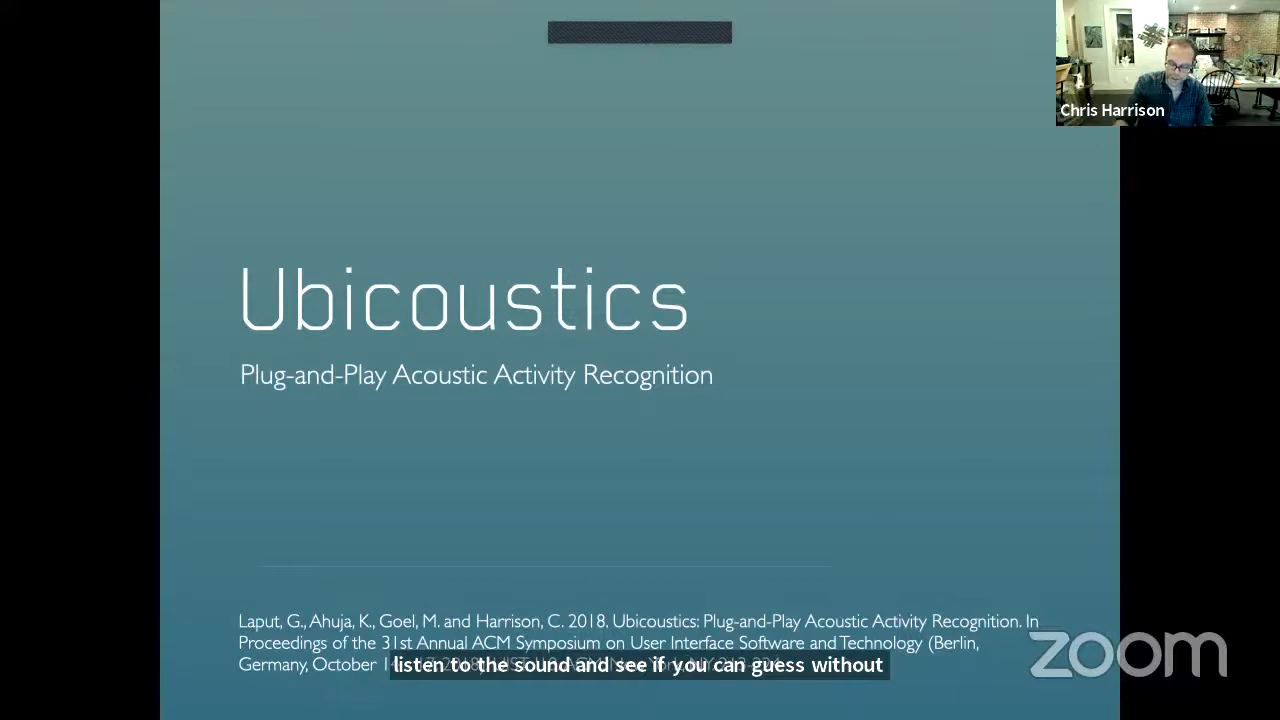 Chris Harrison
Ubicoustics
Plug-and-Play Acoustic Activity Recognition
Laput, G., Ahuja, K., Goel, M. and Harrison, C. 2018. Ubicoustics: Plug-and-Play Acoustic Activity Recognition. In
Proceedings of the 31st Annual ACM Symposium on User Interface Software and Technology (Berlin,
Germany, October
listen to the sound and see if you can guess without
zoom